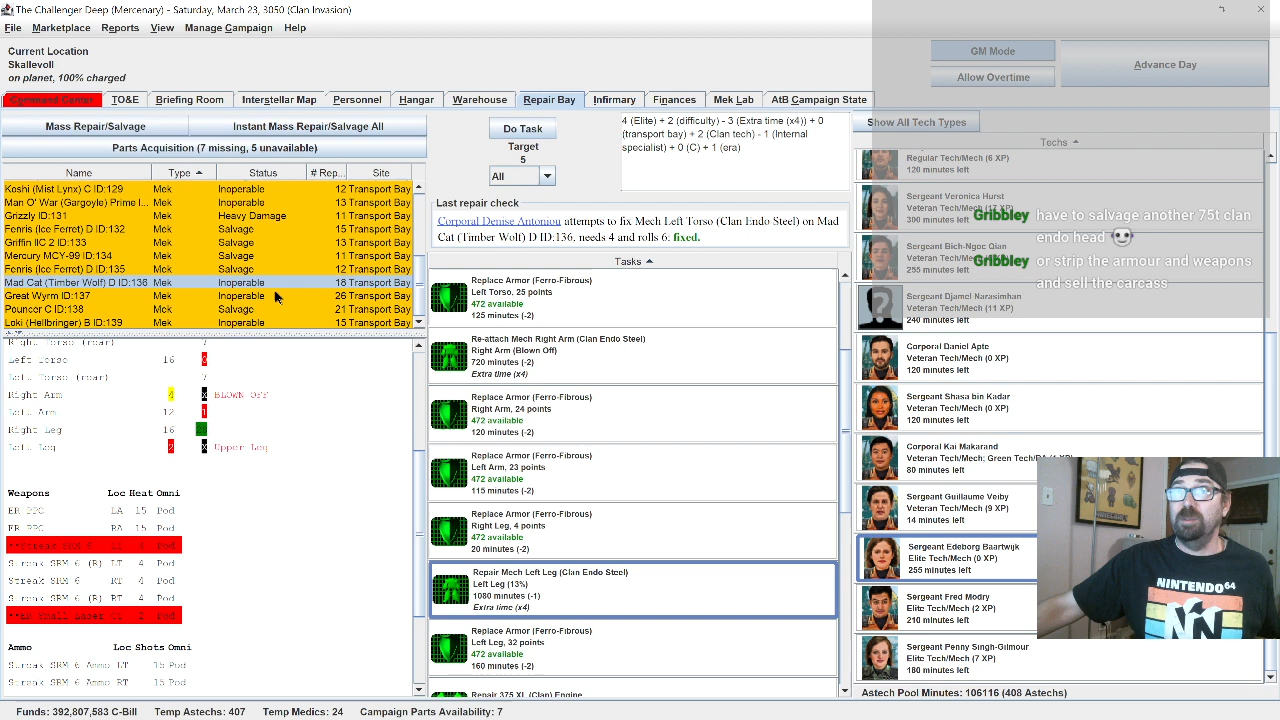 The Challenger Deep (Mercenary) - Saturday, March 23, 3050 (Clan Invasion)
File Marketplace Reports View Manage Campaign Help
Current Location
Skallevoll
on planet, 100% charged
GM Mode
Allow Overtime
Advance Day
Command Center TO&E Briefing Room Interstellar Map Personnel Hangar Warehouse Repair Bay Infirmary Finances Mek Lab AtB Campaign State
Mass Repair/Salvage Instant Mass Repair/Salvage All
Parts Acquisition (7 missing, 5 unavailable)
Name Type Status # Rep... Site
Koshi (Mist Lynx) C ID:129 Mek Inoperable 12 Transport Bay
Man O' War (Gargoyle) Prime I... Mek Inoperable 13 Transport Bay
Grizzly ID:131 Mek Heavy Damage 11 Transport Bay
Fenris (Ice Ferret) D ID:132 Mek Salvage 15 Transport Bay
Griffin IIC 2 ID:133 Mek Salvage 13 Transport Bay
Mercury MCY-99 ID:134 Mek Salvage 11 Transport Bay
Fenris (Ice Ferret) D ID:135 Mek Salvage 12 Transport Bay
Mad Cat (Timber Wolf) D ID:136 Mek Inoperable 16 Transport Bay
Great Wyrm ID:137 Mek Inoperable 26 Transport Bay
Pouncer C ID:138 Mek Salvage 21 Transport Bay
Loki (Hellbringer) B ID:139 Mek Inoperable 15 Transport Bay
Right Torso (rear) 7
Left Torso 16 0
Left Torso (rear) 7
Right Arm 4 x BLOWN OFF
Left Arm 1
Right Leg 16
Left Leg x Upper Leg
Weapons Loc Heat Omni
ER PPC LA 15 Pod
ER PPC RA 15 Pod
**Streak SRM 6 LT 4 Pod
Streak SRM 6 (R) LT 4 Pod
Streak SRM 6 RT 4 Pod
Streak SRM 6 (R) RT 4 Pod
**ER Small Laser 2 Pod
Ammo Loc Shots Omni
Streak SRM 6 Ammo LT 15 Pod
Streak SRM 6 Ammo RT Pod
Do Task
Target
5
All
4 (Elite) + 2 (difficulty) - 3 (Extra time (x4)) + 0
(transport bay) + 2 (Clan tech) - 1 (Internal
specialist) + 0 (C) + 1 (era)
Last repair check
Corporal Denise Antoniou attempts to fix Mech Left Torso (Clan Endo Steel) on Mad
Cat (Timber Wolf) D ID:136, needs 4 and rolls 6: fixed.
Tasks
Replace Armor (Ferro-Fibrous)
Left Torso, 25 points
472 available
125 minutes (-2)
Re-attach Mech Right Arm (Clan Endo Steel)
Right Arm (Blown Off)
720 minutes (-2)
Extra time (x4)
Replace Armor (Ferro-Fibrous)
Right Arm, 24 points
472 available
120 minutes (-2)
Replace Armor (Ferro-Fibrous)
Left Arm, 23 points
472 available
115 minutes (-2)
Replace Armor (Ferro-Fibrous)
Right Leg, 4 points
472 available
20 minutes (-2)
Repair Mech Left Leg (Clan Endo Steel)
Left Leg (13%)
1080 minutes (-1)
Extra time (x4)
Replace Armor (Ferro-Fibrous)
Left Leg, 32 points
472 available
160 minutes (-2)
Repair 375 XL (Clan) Engine
Show All Tech Types
Techs
Regular Tech/Mech (6 XP)
120 minutes left
Sergeant Veronica Hurst
390 minutes left
Sergeant Bich-Ngoc Qian
255 minutes left
Sergeant Djamel Narasimhan
Veteran Tech/Mech (11 XP)
240 minutes left
Corporal Daniel Apte
Veteran Tech/Mech (0 XP)
120 minutes left
Sergeant Shasa bin Kadar
Veteran Tech/Mech (0 XP)
120 minutes left
Corporal Kai Makarand
Veteran Tech/Mech; Green Tech/BA
80 minutes left
Sergeant Guillaume Veiby
Veteran Tech/Mech (9 XP)
14 minutes left
Sergeant Edeborg Baartwijk
Elite Tech/Mech (0 XP)
255 minutes left
Sergeant Fred Modry
Elite Tech/Mech (2 XP)
210 minutes left
Sergeant Penny Singh-Gilmour
Elite Tech/Mech (7 XP)
160 minutes left
Astech Pool Minutes: 106116 (408 Astechs)
Gribbley have to salvage another 75t clan
endo head
Gribbley or strip the armour and weapons
and sell the carcass
NINTENDO64
Funds: 392,807,583 C-Bill Temp Astechs: 407 Temp Medics: 24 Campaign Parts Availability: 7